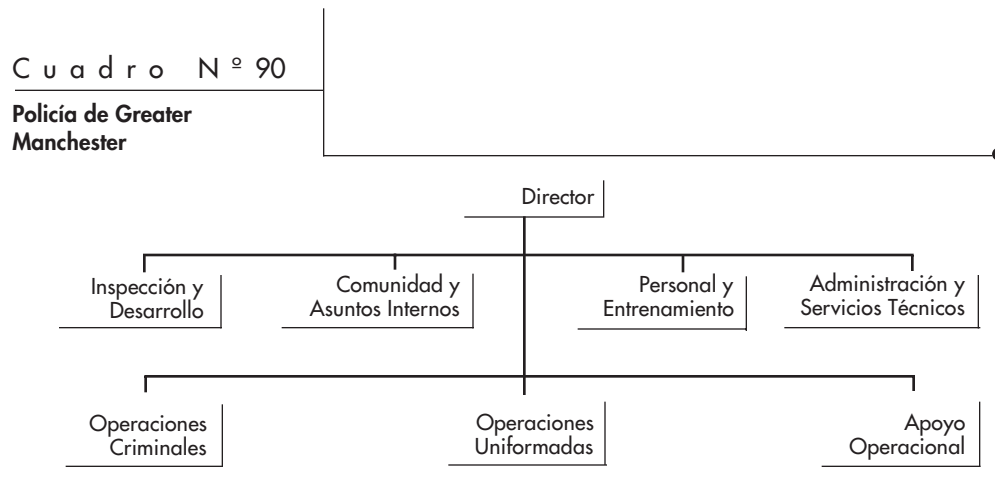 Cuadro Nº 90
Policía de Greater
Manchester
Director
Inspección y
Desarrollo
Comunidad y
Asuntos Internos
Personal y
Entrenamiento
Administración y
Servicios Técnicos
Operaciones
Criminales
Operaciones
Uniformadas
Apoyo
Operacional